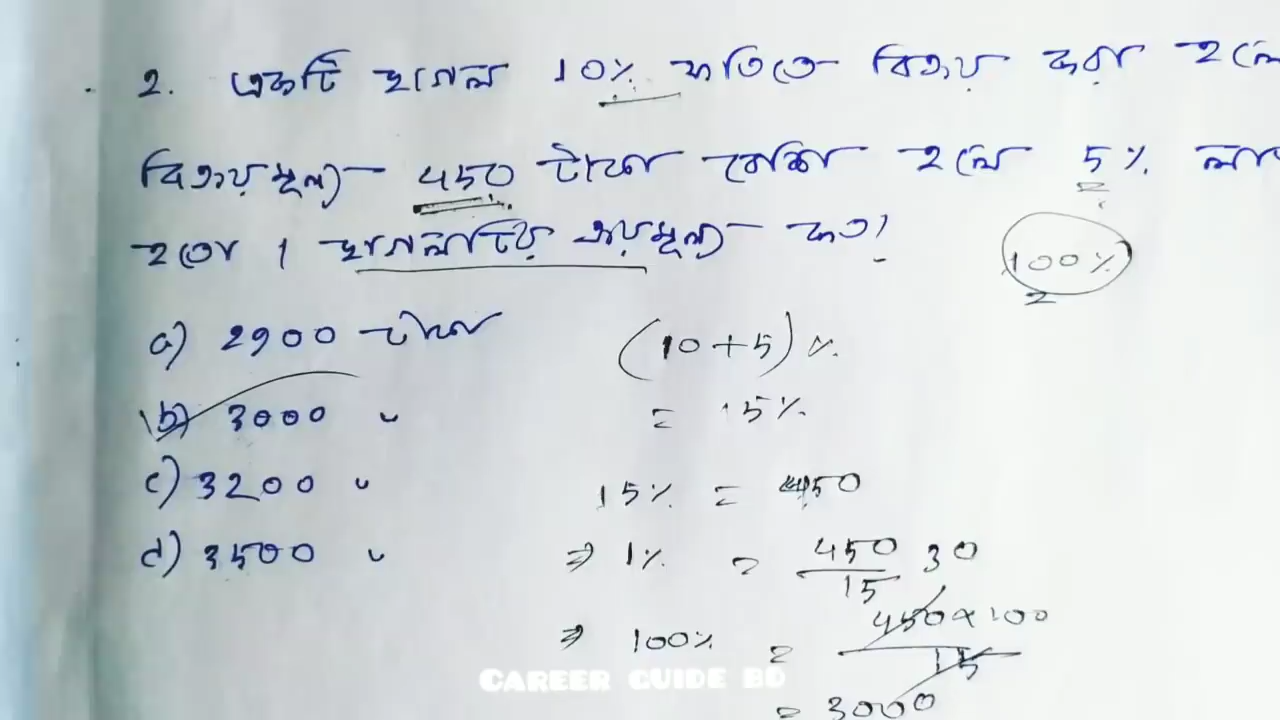 2. একটি ছাগল 10% ক্ষতিতে বিক্রয় করা হলো
বিক্রয়মূল্য 450 টাকা বেশি হলে 5% লাভ
হতো । ছাগলটির ক্রয়মূল্য কত?
100%
a) 2900 টাকা
(10+5)%
b) 3000 "
= 15%
c) 3200 "
15% = 450
d) 3500 "
⇒ 1% = 450/15 30
⇒ 100% = 450×100/15
= 3000
CAREER GUIDE BD